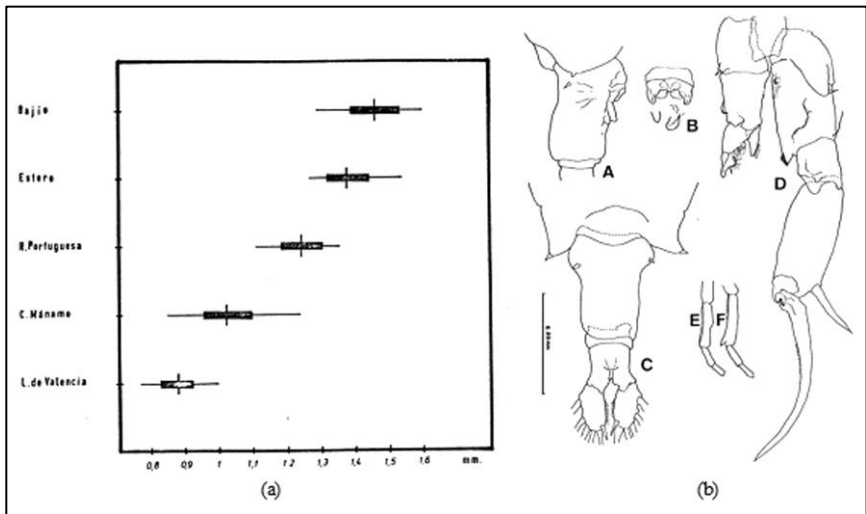 Bajío
Estero
R. Portuguesa
C. Mánamo
L. de Valencia
0,8 0,9 1 1,1 1.2 1,3 1,4 1,5 1,6 mm.
(a)
A
B
C
D
E F
(b)